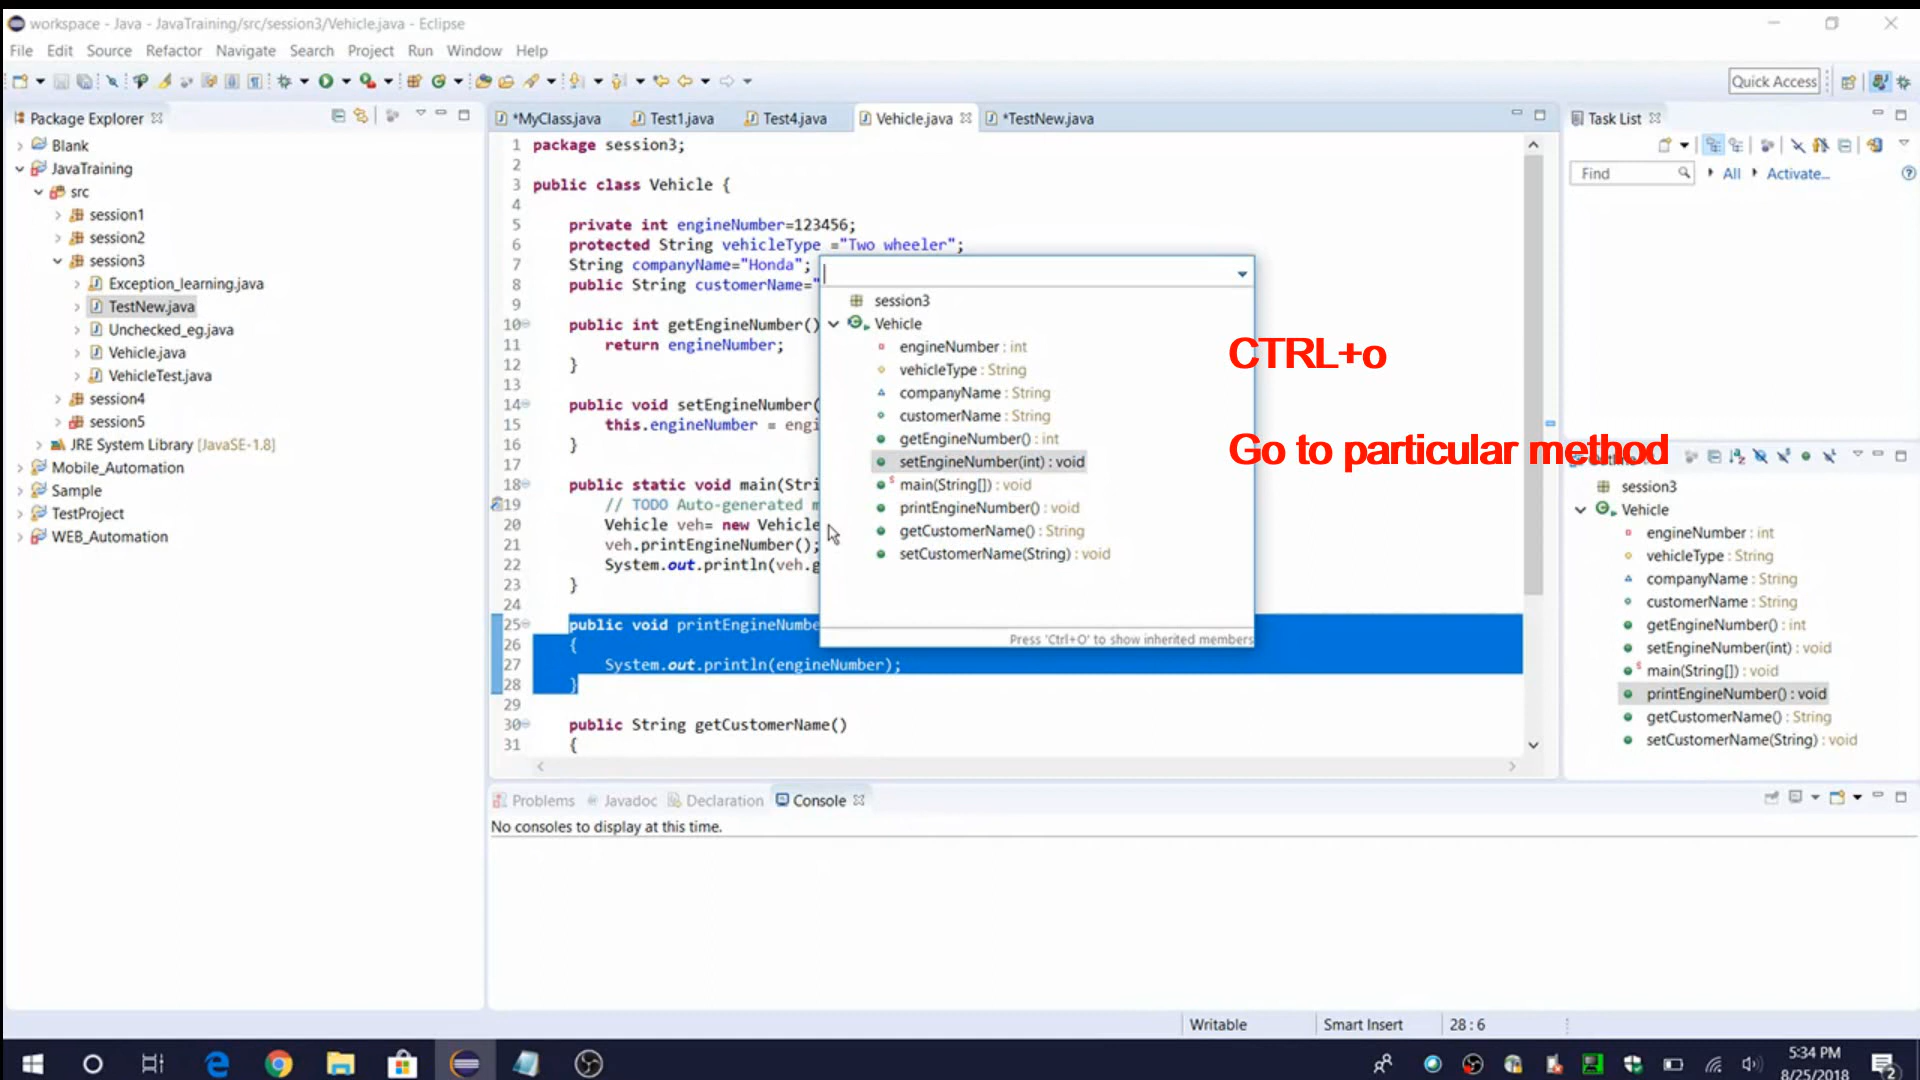 workspace - Java - JavaTraining/src/session3/Vehicle.java - Eclipse
File Edit Source Refactor Navigate Search Project Run Window Help
Quick Access
Package Explorer
Blank
JavaTraining
src
session1
session2
session3
Exception_learning.java
TestNew.java
Unchecked_eg.java
Vehicle.java
VehicleTest.java
session4
session5
JRE System Library [JavaSE-1.8]
Mobile_Automation
Sample
TestProject
WEB_Automation
*MyClass.java Test1.java Test4.java Vehicle.java *TestNew.java
1 package session3;
2
3 public class Vehicle {
4
5 private int engineNumber=123456;
6 protected String vehicleType ="Two wheeler";
7 String companyName="Honda";
8 public String customerName="
9
10 public int getEngineNumber()
11 return engineNumber;
12 }
13
14 public void setEngineNumber(
15 this.engineNumber = engi
16 }
17
18 public static void main(Stri
19 // TODO Auto-generated m
20 Vehicle veh= new Vehicle
21 veh.printEngineNumber();
22 System.out.println(veh.g
23 }
24
25 public void printEngineNumbe
26 {
27 System.out.println(engineNumber);
28 }
29
30 public String getCustomerName()
31 {
session3
Vehicle
engineNumber : int
vehicleType : String
companyName : String
customerName : String
getEngineNumber() : int
setEngineNumber(int) : void
main(String[]) : void
printEngineNumber() : void
getCustomerName() : String
setCustomerName(String) : void
Press 'Ctrl+O' to show inherited members
CTRL+o
Go to particular method
Task List
Find All Activate...
session3
Vehicle
engineNumber : int
vehicleType : String
companyName : String
customerName : String
getEngineNumber() : int
setEngineNumber(int) : void
main(String[]) : void
printEngineNumber() : void
getCustomerName() : String
setCustomerName(String) : void
Problems Javadoc Declaration Console
No consoles to display at this time.
Writable Smart Insert 28 : 6
5:34 PM
8/25/2018
2